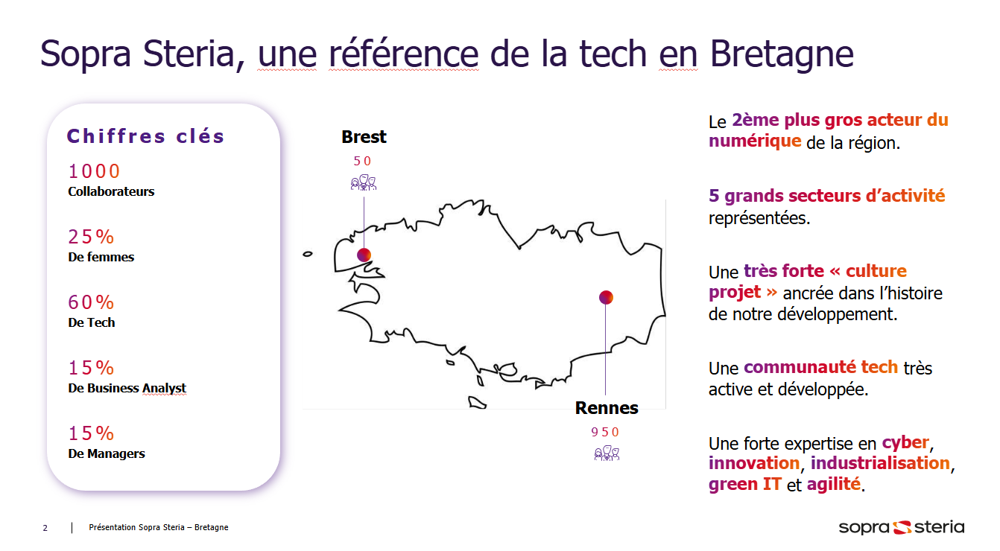 Sopra Steria, une référence de la tech en Bretagne
Chiffres clés
1000
Collaborateurs
25%
De femmes
60%
De Tech
15%
De Business Analyst
15%
De Managers
Brest
50
Rennes
950
Le 2ème plus gros acteur du
numérique de la région.
5 grands secteurs d’activité
représentées.
Une très forte « culture
projet » ancrée dans l’histoire
de notre développement.
Une communauté tech très
active et développée.
Une forte expertise en cyber,
innovation, industrialisation,
green IT et agilité.
2
Présentation Sopra Steria – Bretagne
sopra steria